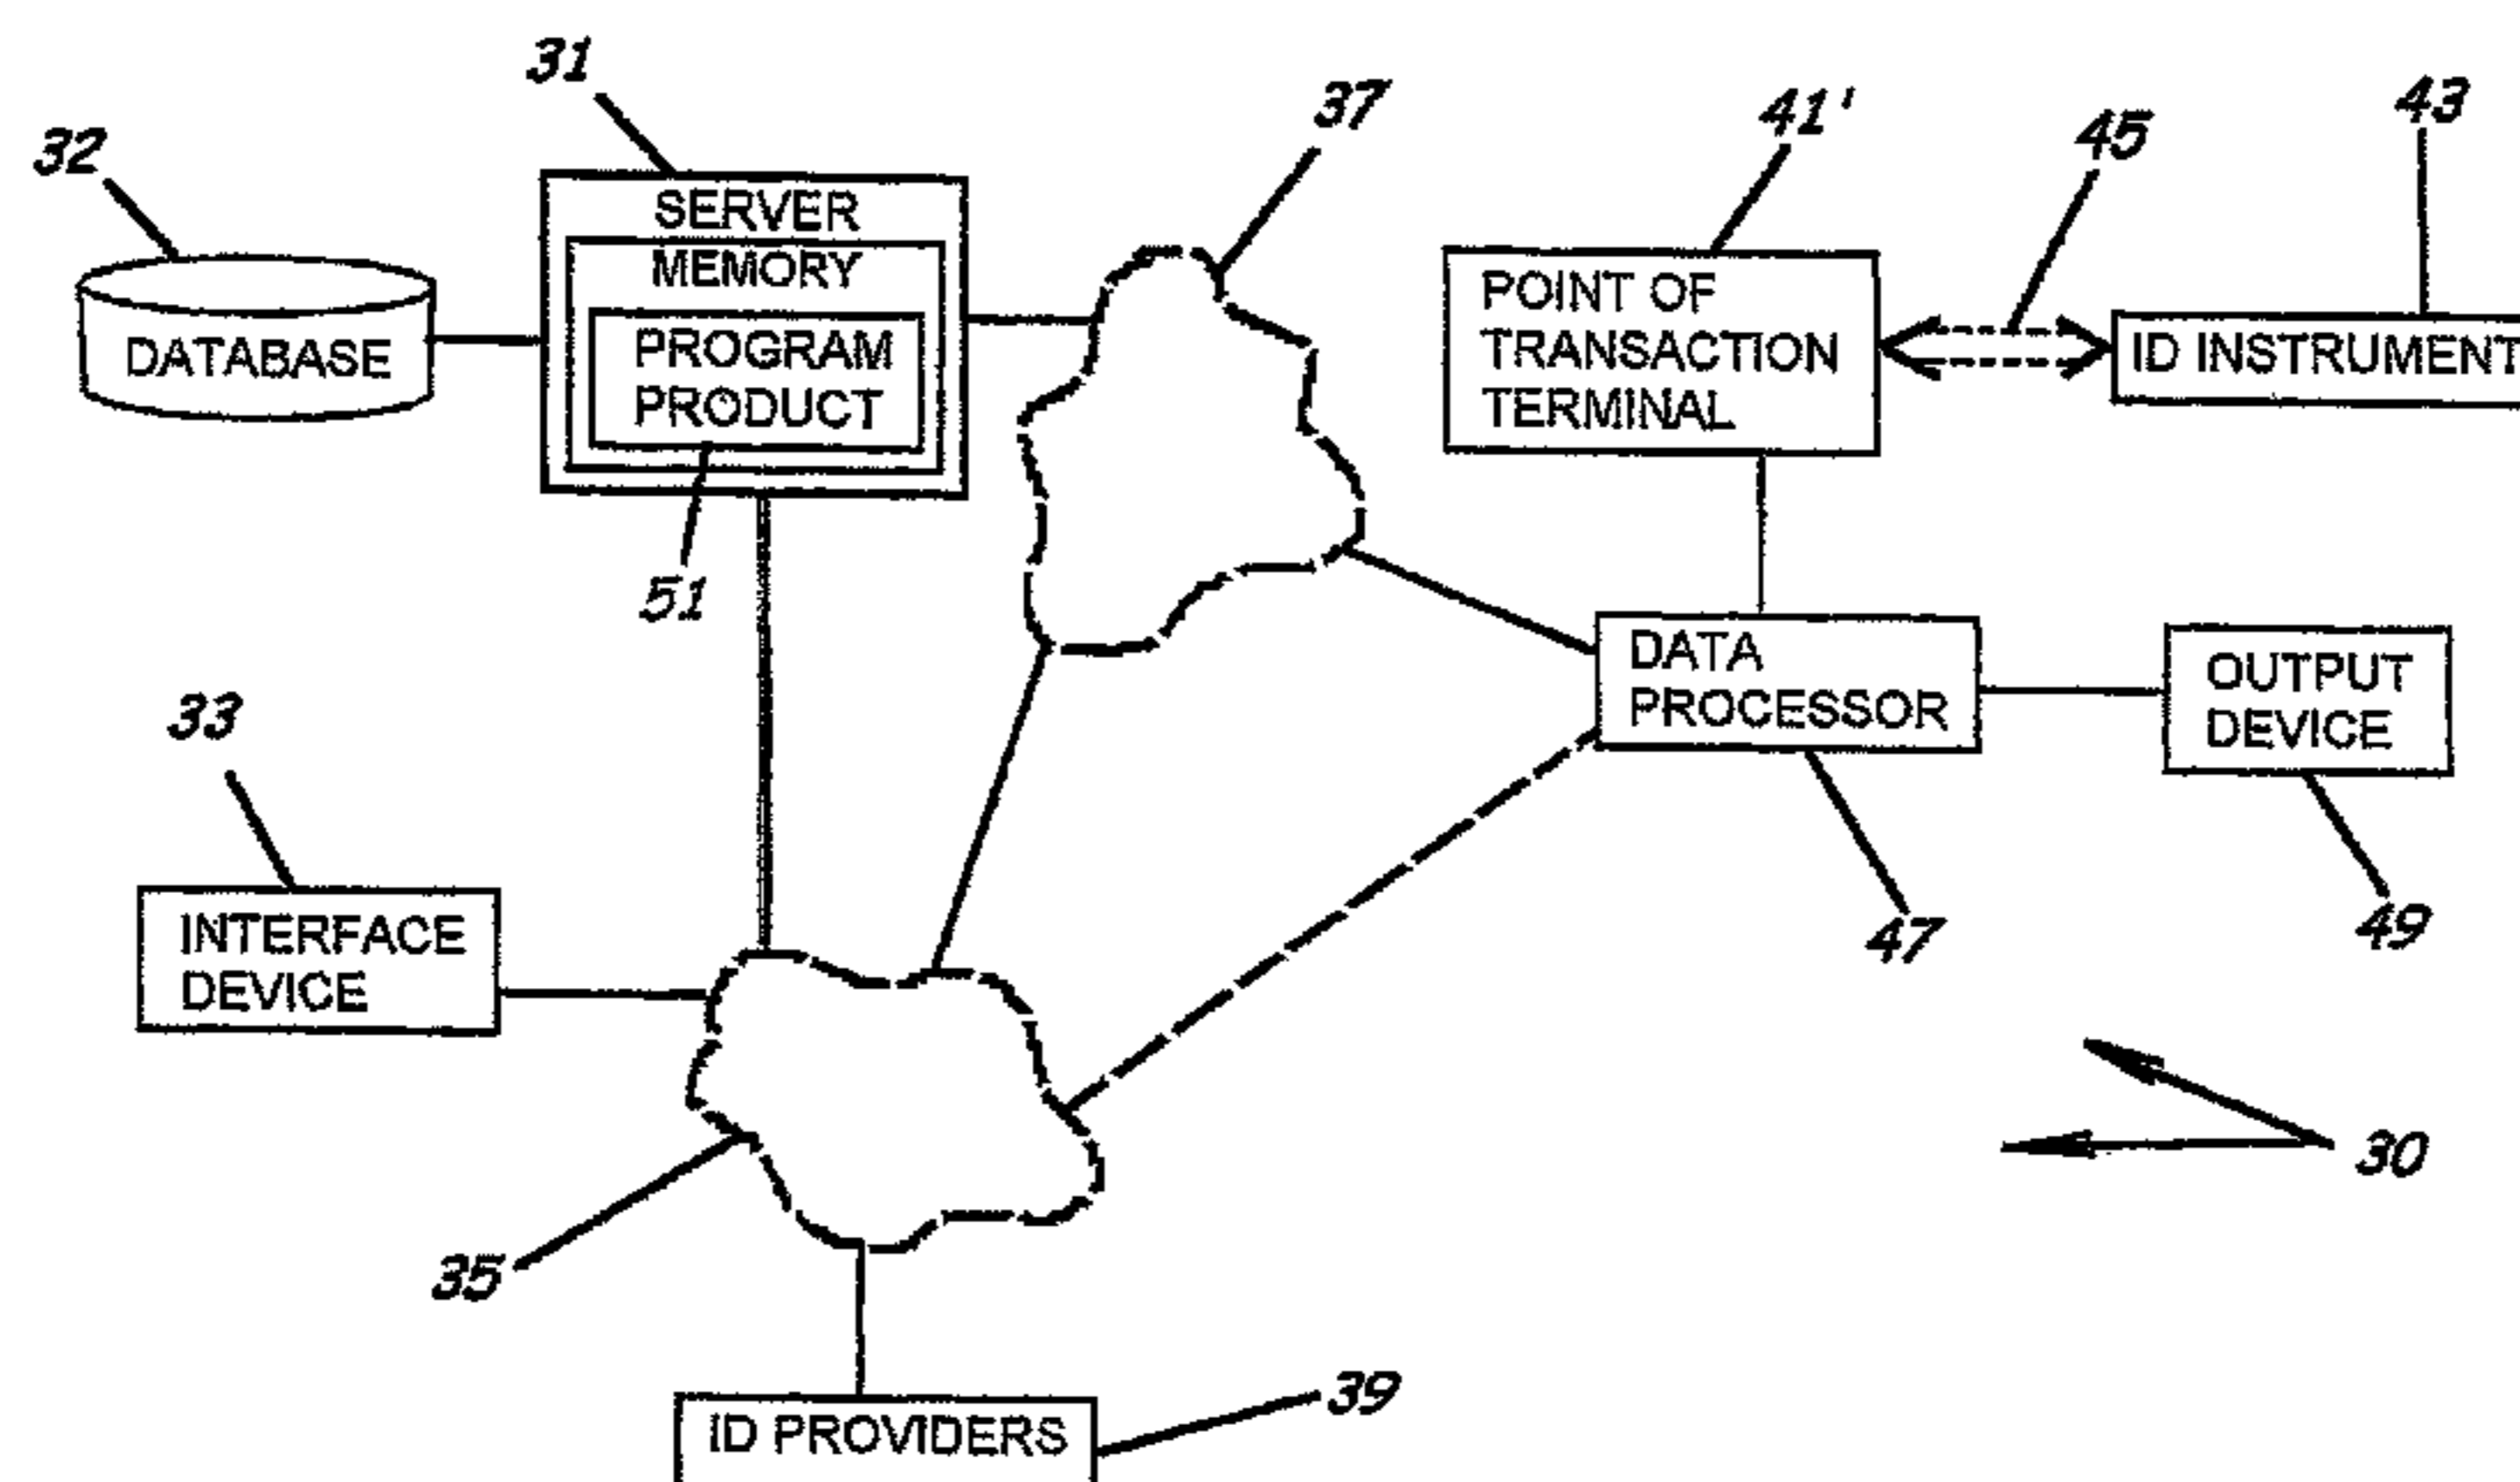 31
37
41'
43
32
45
SERVER
MEMORY
PROGRAM
PRODUCT
DATABASE
POINT OF
TRANSACTION
TERMINAL
ID INSTRUMENT
51
DATA
PROCESSOR
OUTPUT
DEVICE
33
INTERFACE
DEVICE
47
49
30
35
39
ID PROVIDERS